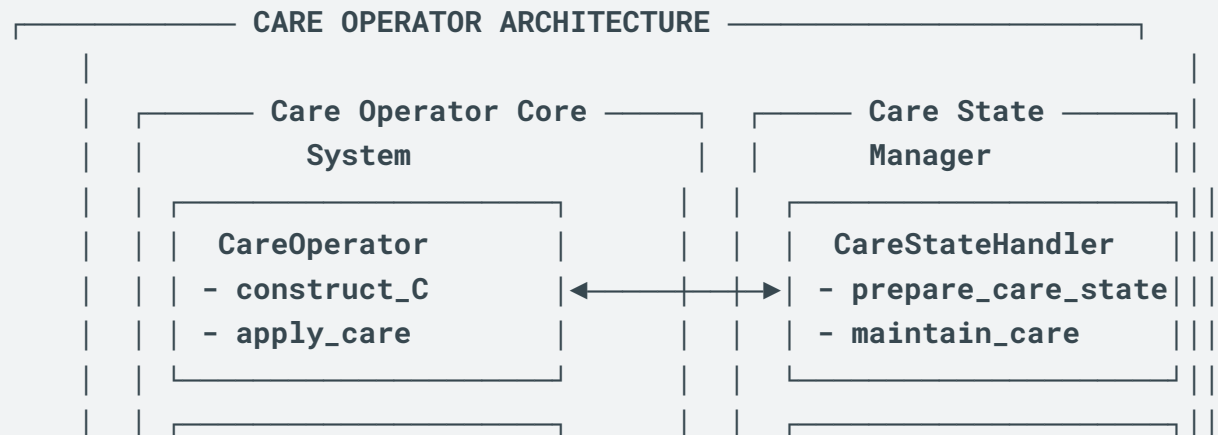 CARE OPERATOR ARCHITECTURE
Care Operator Core Care State
System Manager
CareOperator CareStateHandler
- construct_C - prepare_care_state
- apply_care - maintain_care